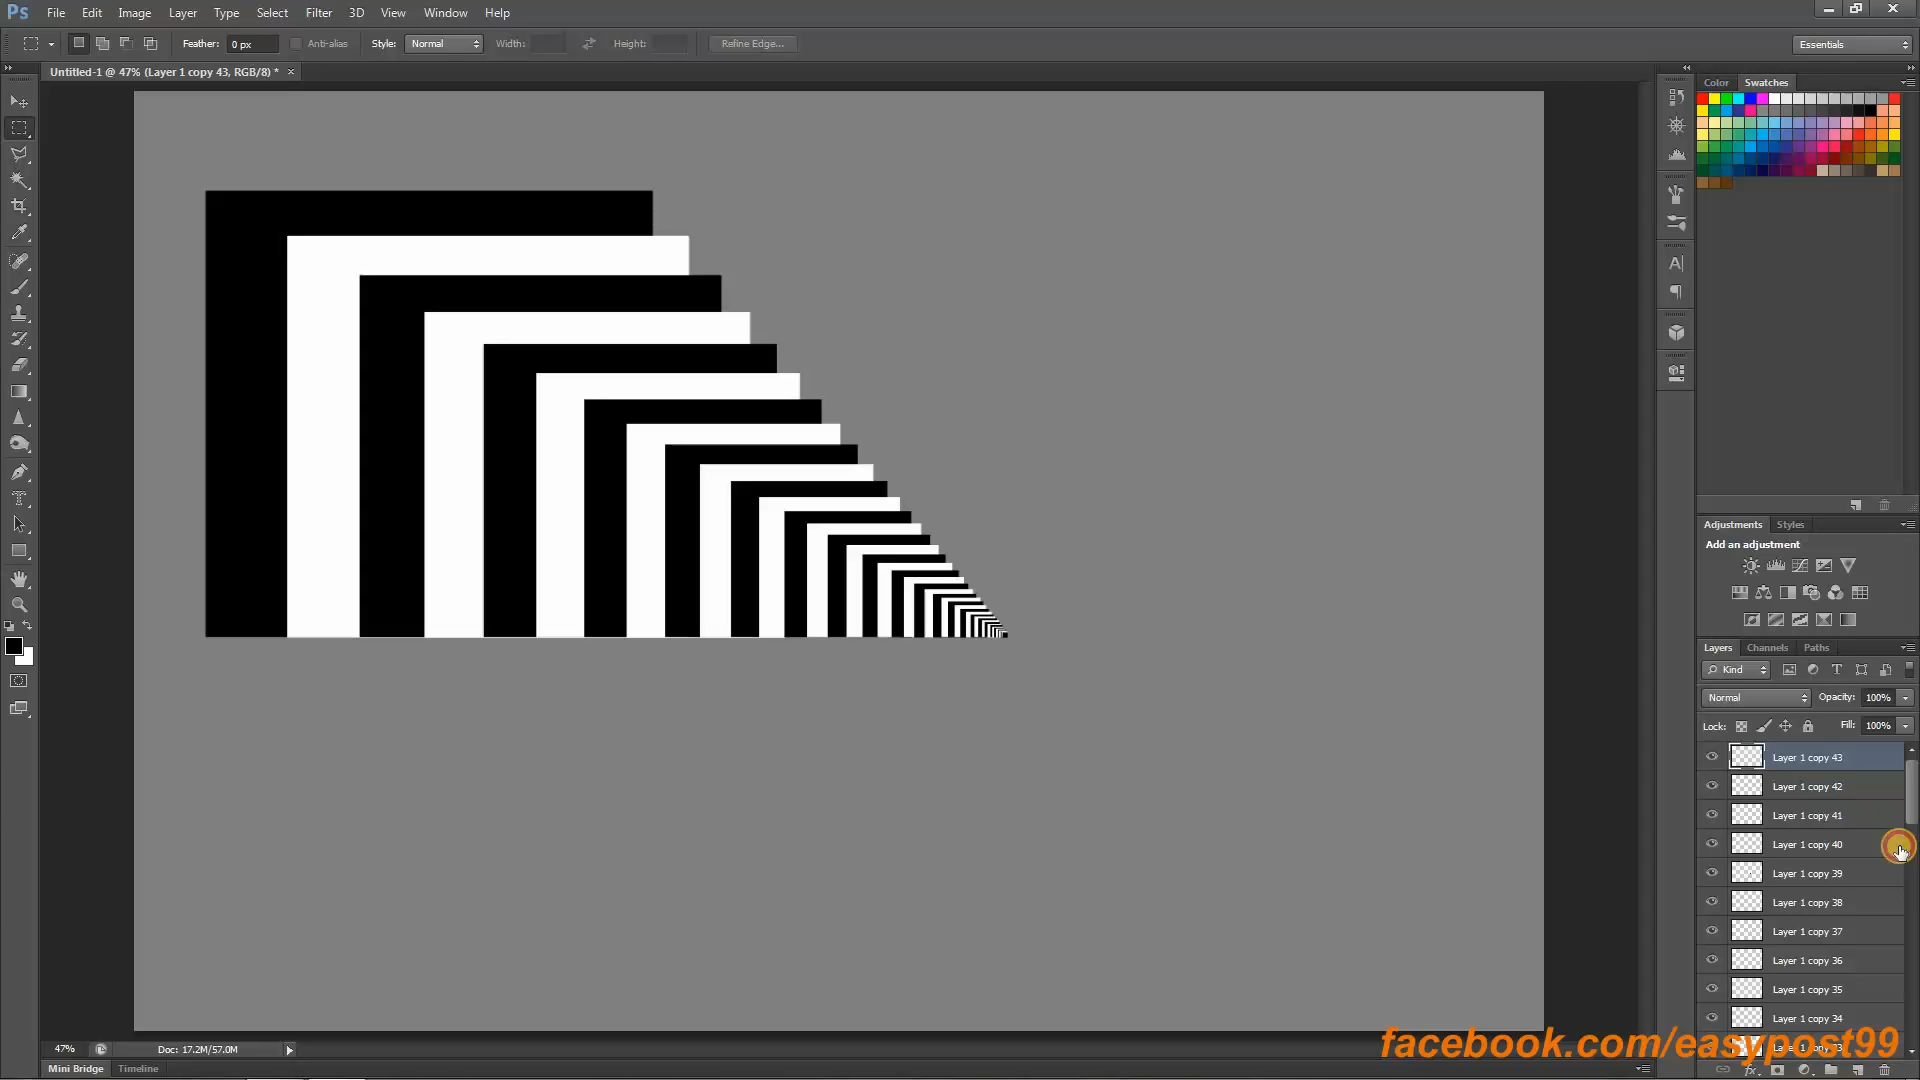 Ps File Edit Image Layer Type Select Filter 3D View Window Help
Feather: 0 px Anti-alias Style: Normal Width: Height: Refine Edge... Essentials
Untitled-1 @ 47% (Layer 1 copy 43, RGB/8) *
Color Swatches
Adjustments Styles
Add an adjustment
Layers Channels Paths
Kind
Normal Opacity: 100%
Lock: Fill: 100%
Layer 1 copy 43
Layer 1 copy 42
Layer 1 copy 41
Layer 1 copy 40
Layer 1 copy 39
Layer 1 copy 38
Layer 1 copy 37
Layer 1 copy 36
Layer 1 copy 35
Layer 1 copy 34
facebook.com/easypost99
47% Doc: 17.2M/57.0M
Mini Bridge Timeline